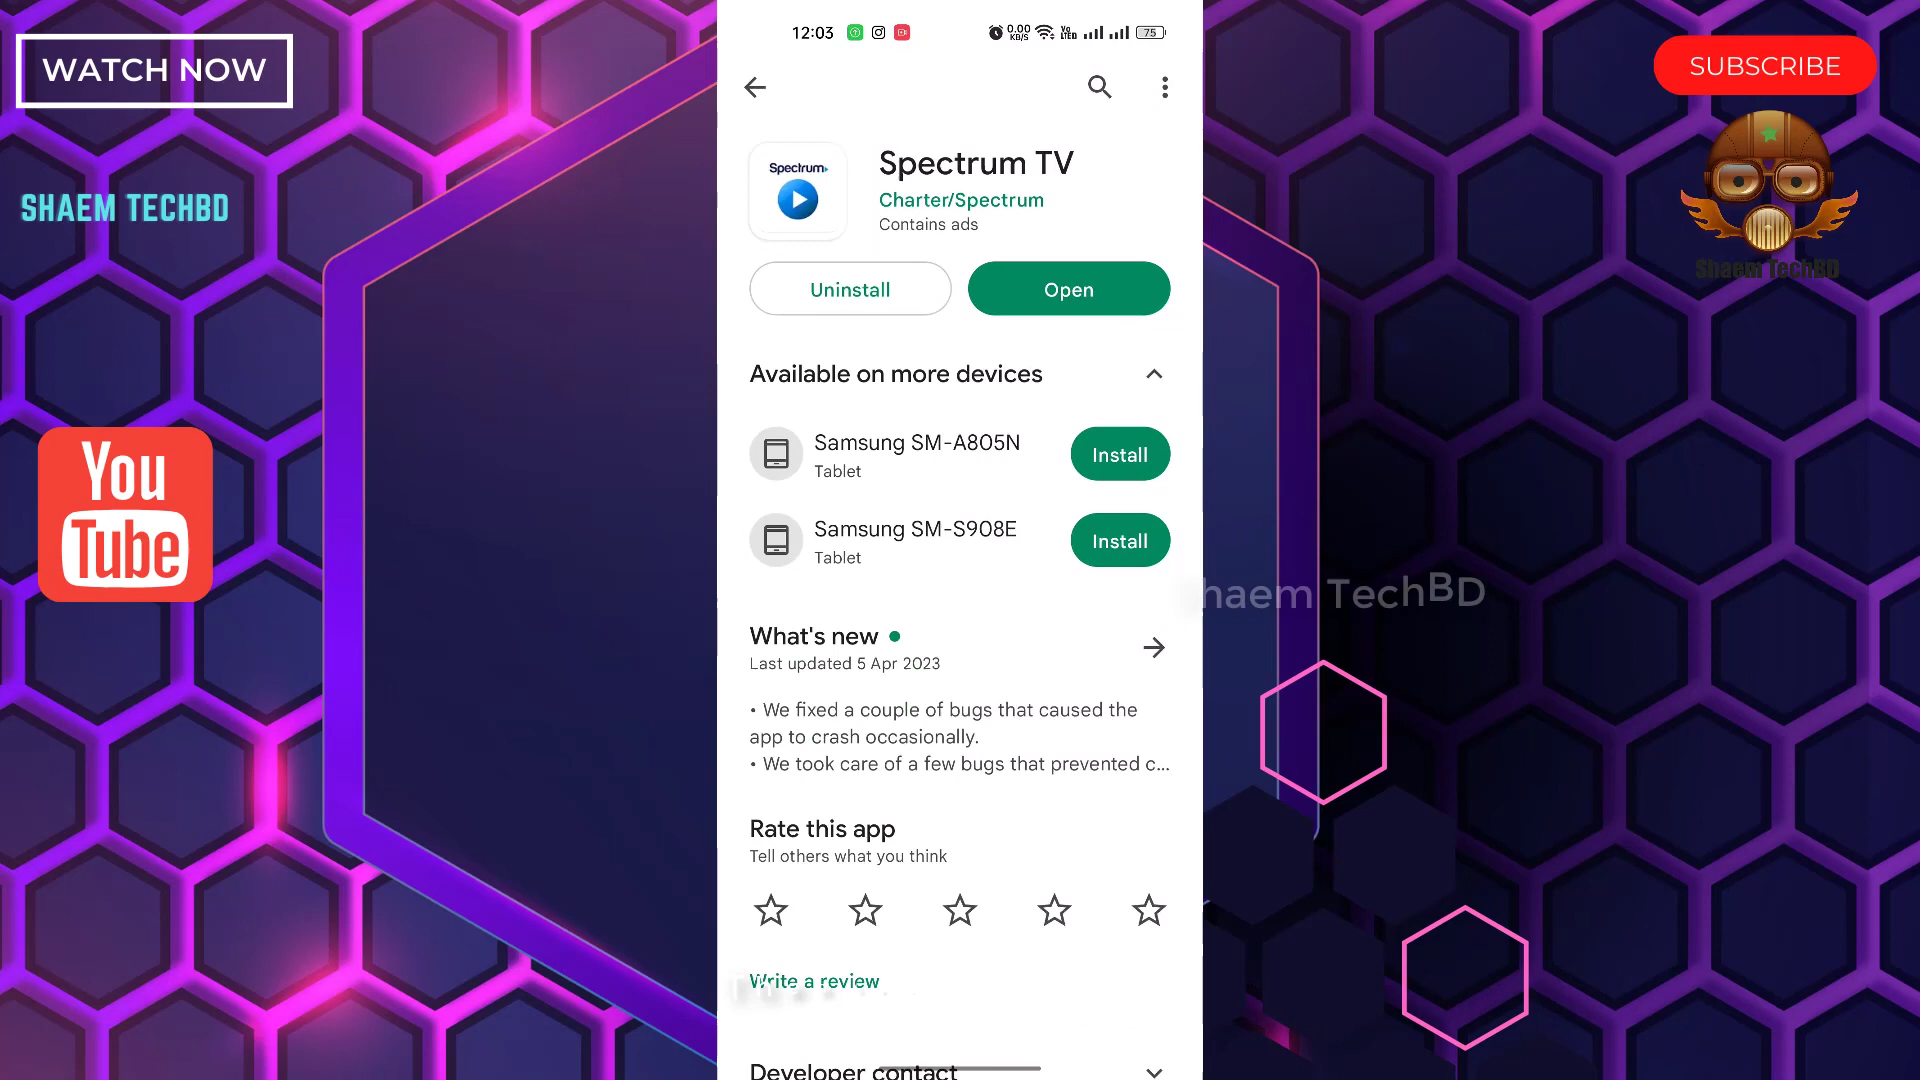 WATCH NOW
SHAEM TECHBD
You
Tube
12:03
0.00
KB/S
Vo
LTE
75
Spectrum
Spectrum TV
Charter/Spectrum
Contains ads
Uninstall
Open
Available on more devices
Samsung SM-A805N
Tablet
Install
Samsung SM-S908E
Tablet
Install
What's new
Last updated 5 Apr 2023
• We fixed a couple of bugs that caused the
app to crash occasionally.
• We took care of a few bugs that prevented c...
Rate this app
Tell others what you think
Write a review
Developer contact
SUBSCRIBE
Shaem TechBD
haem TechBD